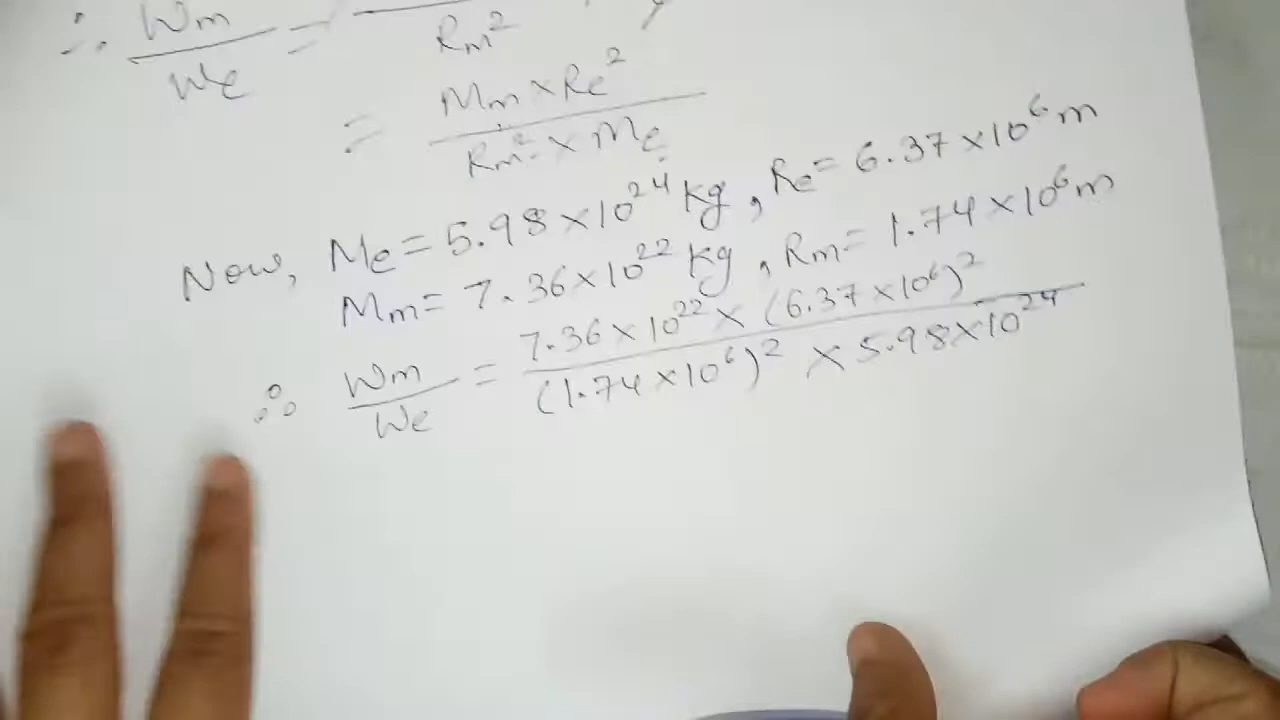 ∴ Wm/We = /Rm²
= Mm×Re²/Rm²×Me
Now, Me = 5.98×10²⁴ kg, Re = 6.37×10⁶ m
Mm = 7.36×10²² kg, Rm = 1.74×10⁶ m
∴ Wm/We = 7.36×10²²×(6.37×10⁶)²/(1.74×10⁶)²×5.98×10²⁴